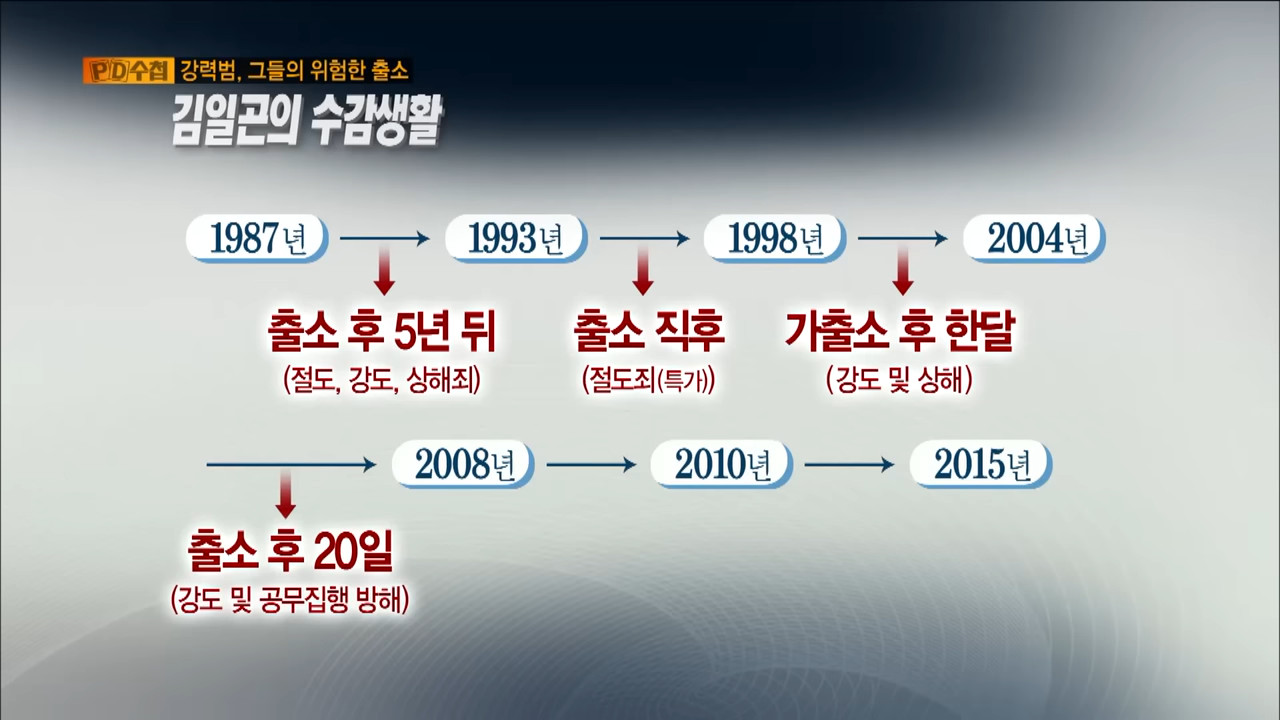 PD수첩 강력범, 그들의 위험한 출소
김일곤의 수감생활
1987년 1993년 1998년 2004년
출소 후 5년 뒤 출소 직후 가출소 후 한달
(절도, 강도, 상해죄) (절도죄(특가)) (강도 및 상해)
2008년 2010년 2015년
출소 후 20일
(강도 및 공무집행 방해)